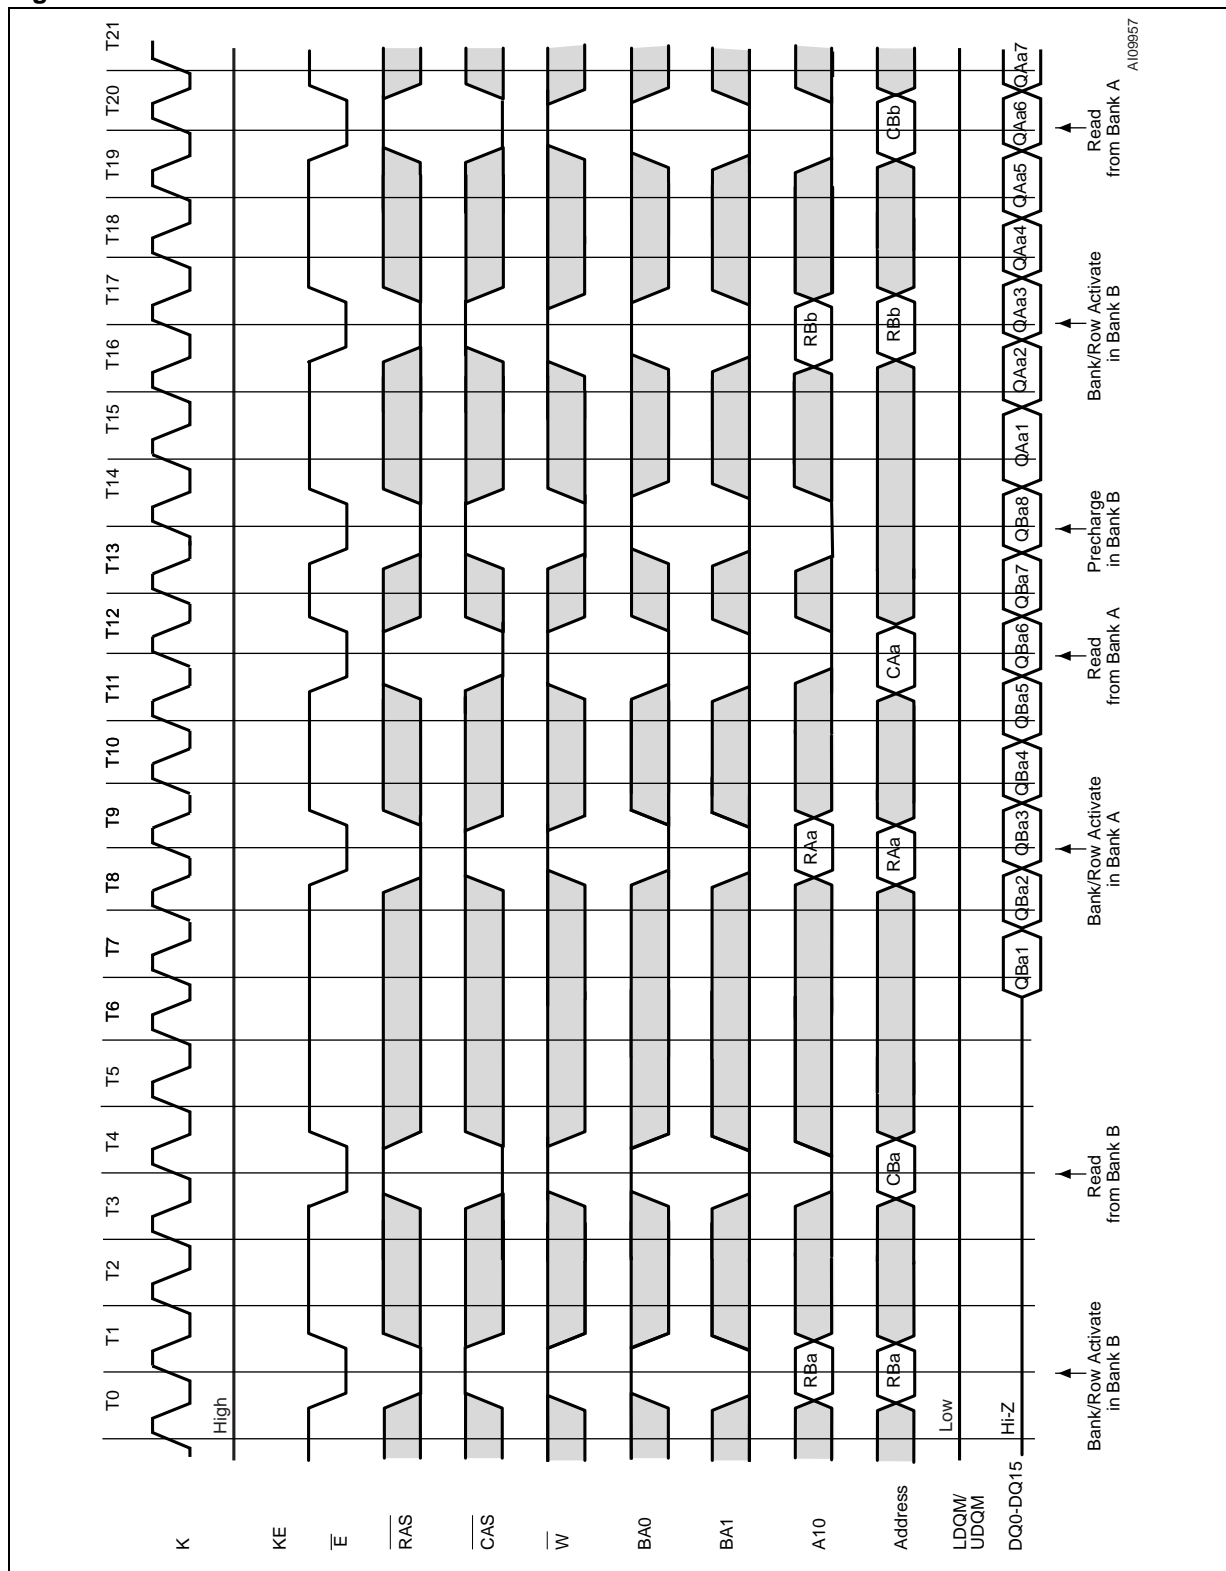 T0 T1 T2 T3 T4 T5 T6 T7 T8 T9 T10 T11 T12 T13 T14 T15 T16 T17 T18 T19 T20 T21
K
KE
High
E
RAS
CAS
W
BA0
BA1
A10
RBa RAa RBb
Address
RBa CBa RAa CAa RBb CBb
LDQM/
UDQM
Low
DQ0-DQ15
Hi-Z
QBa1 QBa2 QBa3 QBa4 QBa5 QBa6 QBa7 QBa8 QAa1 QAa2 QAa3 QAa4 QAa5 QAa6 QAa7
Bank/Row Activate
in Bank B
Read
from Bank B
Bank/Row Activate
in Bank A
Read
from Bank A
Precharge
in Bank B
Bank/Row Activate
in Bank B
Read
from Bank A
AI09957